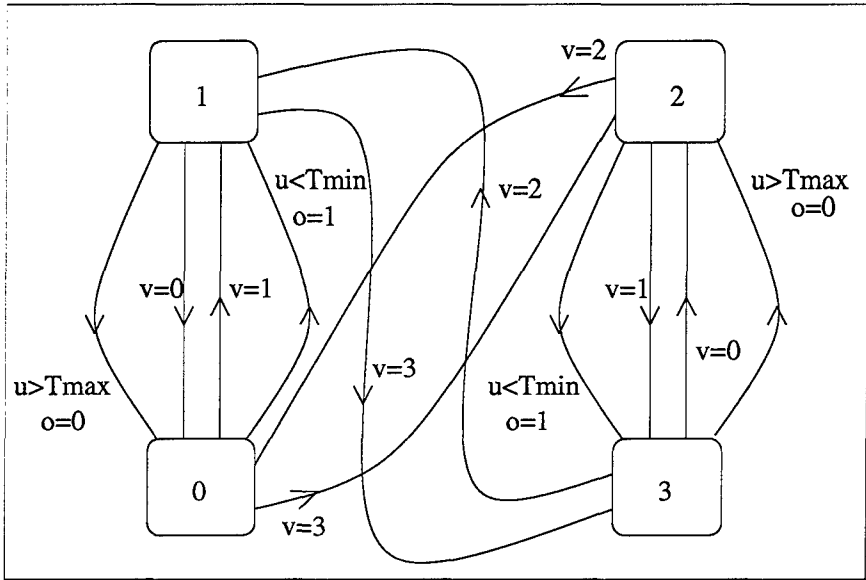 1
v=2
2
u<Tmin
o=1
v=2
u>Tmax
o=0
v=0
v=1
v=1
v=0
v=3
u>Tmax
o=0
u<Tmin
o=1
0
v=3
3